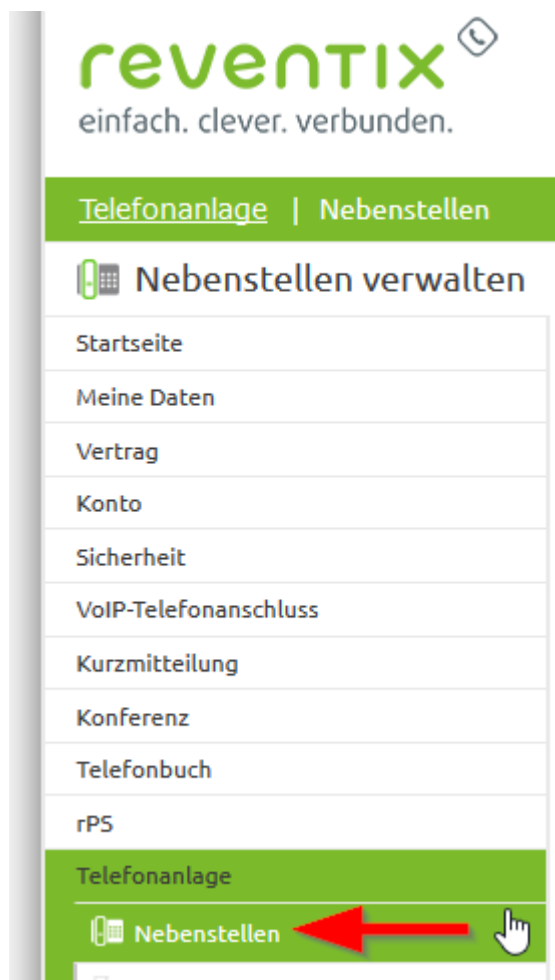 reventix
einfach. clever. verbunden.
Telefonanlage | Nebenstellen
Nebenstellen verwalten
Startseite
Meine Daten
Vertrag
Konto
Sicherheit
VoIP-Telefonanschluss
Kurzmitteilung
Konferenz
Telefonbuch
rPS
Telefonanlage
Nebenstellen